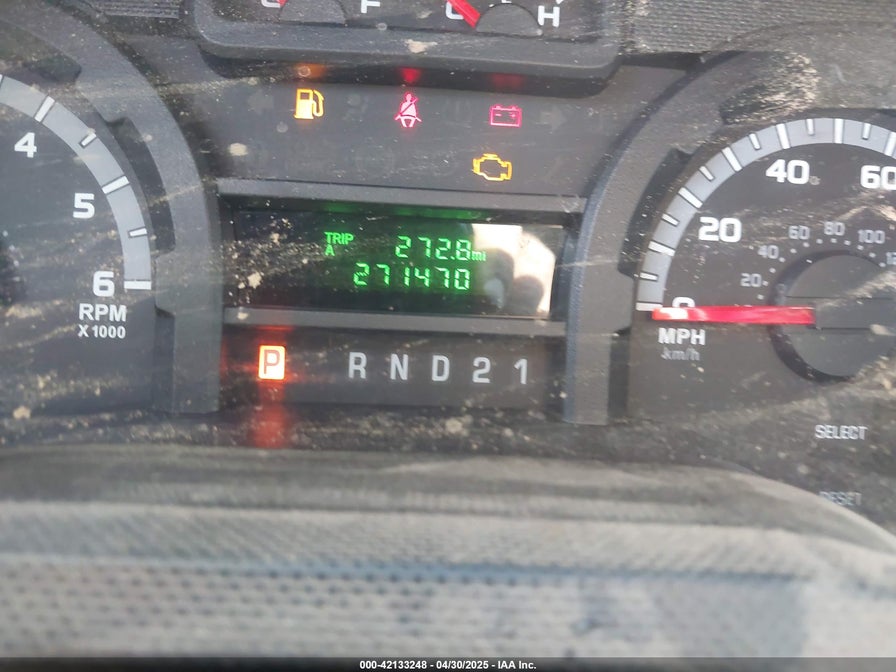 F
H
4
5
6
RPM
X 1000
TRIP
A
272.8 mi
271470
P R N D 2 1
0
20
40
60
20
40
60
80
100
MPH
km/h
SELECT
RESET
000-42133248 - 04/30/2025 - IAA Inc.